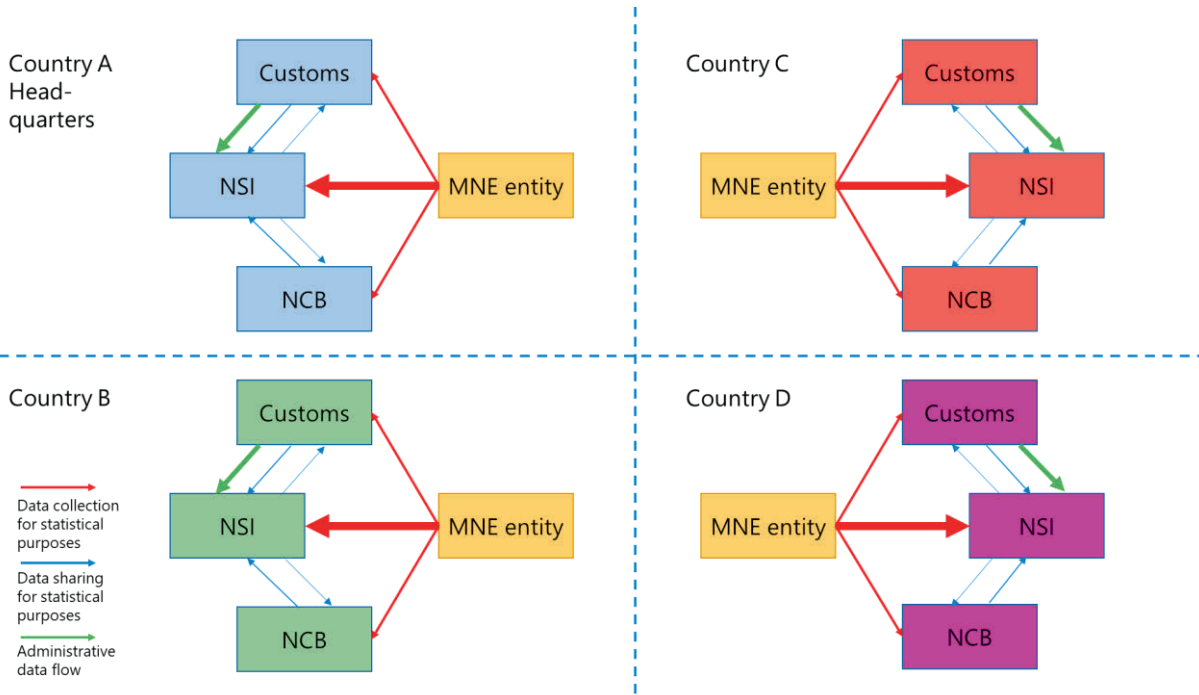 Country A
Head-
quarters
Customs
NSI
MNE entity
NCB
Country C
Customs
MNE entity
NSI
NCB
Country B
Customs
NSI
MNE entity
NCB
Data collection
for statistical
purposes
Data sharing
for statistical
purposes
Administrative
data flow
Country D
Customs
MNE entity
NSI
NCB